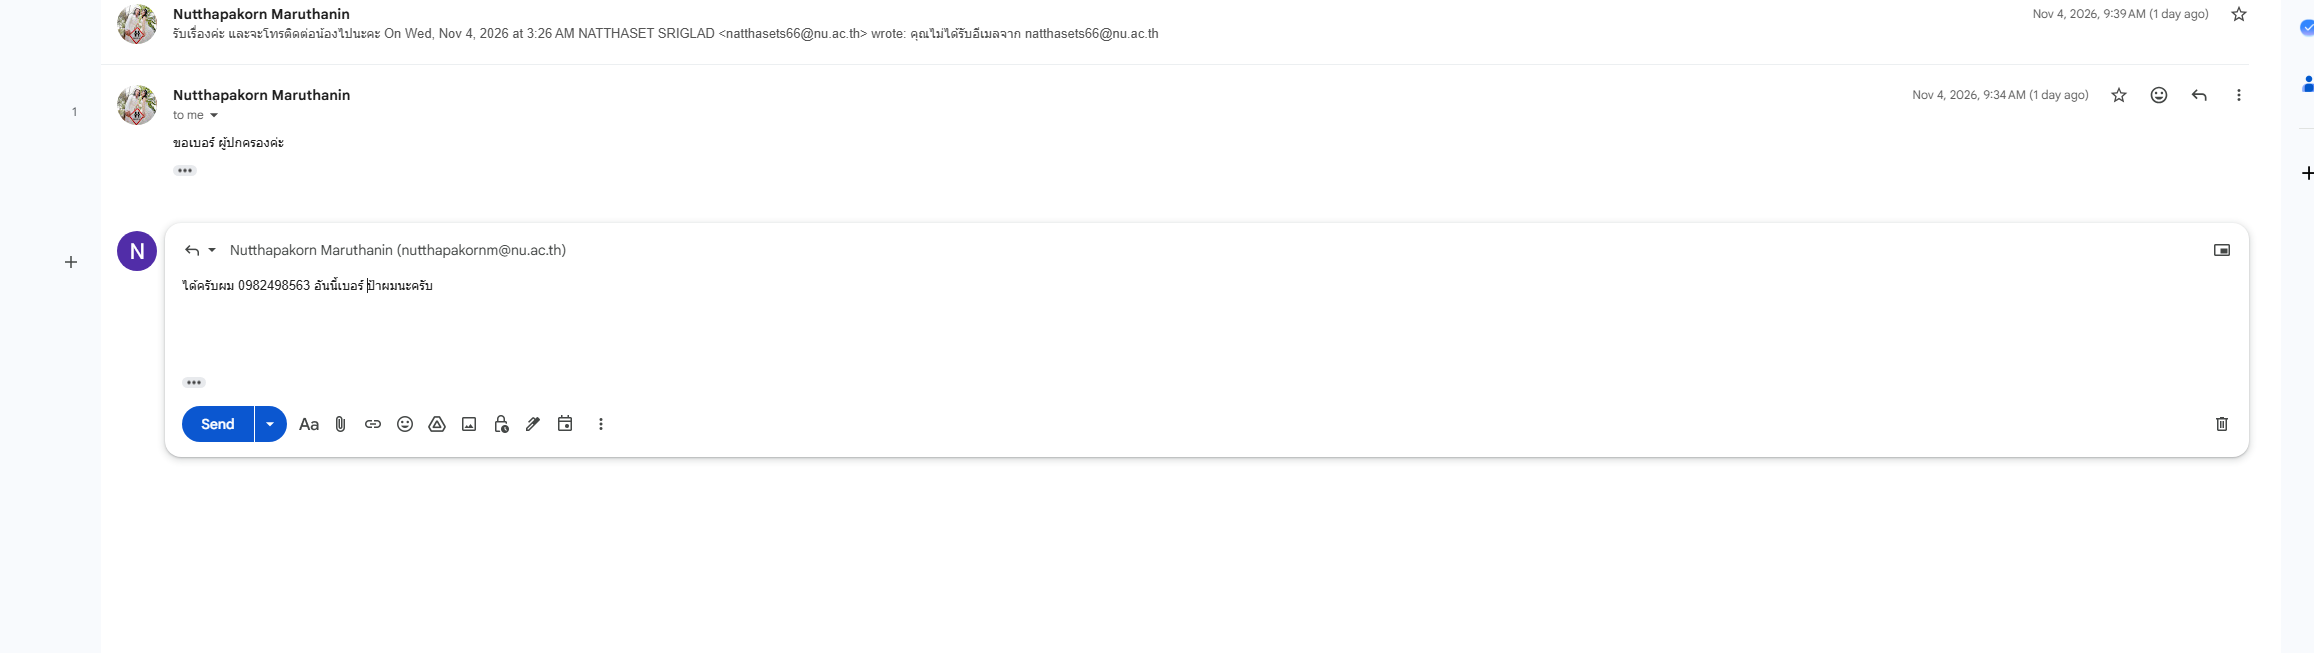 Nutthapakorn Maruthanin
Nov 4, 2026, 9:39 AM (1 day ago)
รับเรื่องค่ะ และจะโทรติดต่อน้องไปนะคะ On Wed, Nov 4, 2026 at 3:26 AM NATTHASET SRIGLAD <natthasets66@nu.ac.th> wrote: คุณไม่ได้รับอีเมลจาก natthasets66@nu.ac.th
Nutthapakorn Maruthanin
Nov 4, 2026, 9:34 AM (1 day ago)
1
to me
ขอเบอร์ ผู้ปกครองค่ะ
N
Nutthapakorn Maruthanin (nutthapakornm@nu.ac.th)
ได้ครับผม 0982498563 อันนี้เบอร์ ป้าผมนะครับ
Send
Aa